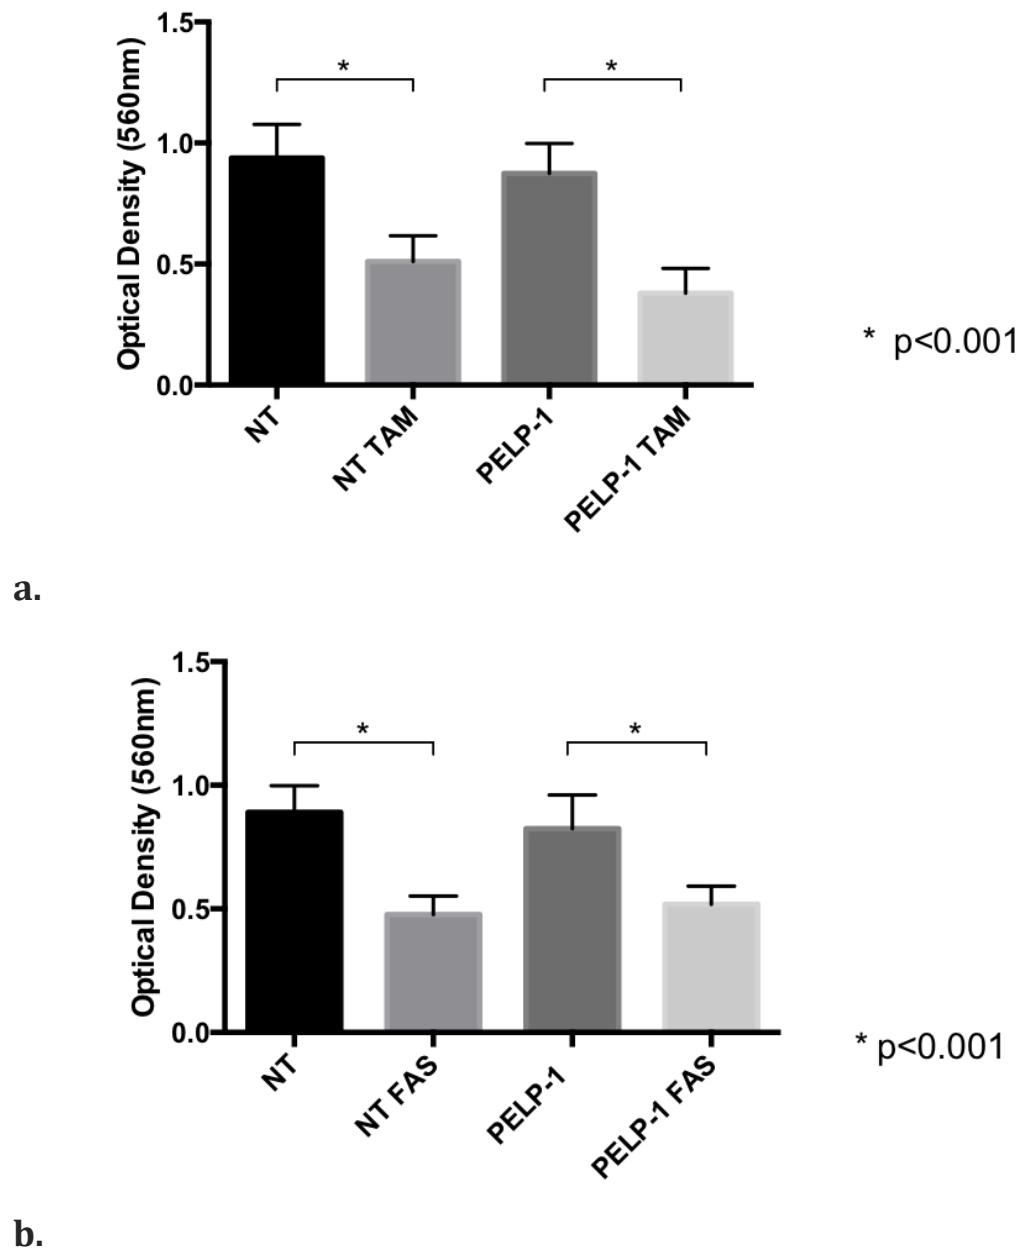 1.5
*
*
1.0
Optical Density (560nm)
0.5
* p<0.001
0.0
NT
NT TAM
PELP-1
PELP-1 TAM
a.
1.5
*
*
1.0
Optical Density (560nm)
0.5
0.0
* p<0.001
NT
NT FAS
PELP-1
PELP-1 FAS
b.